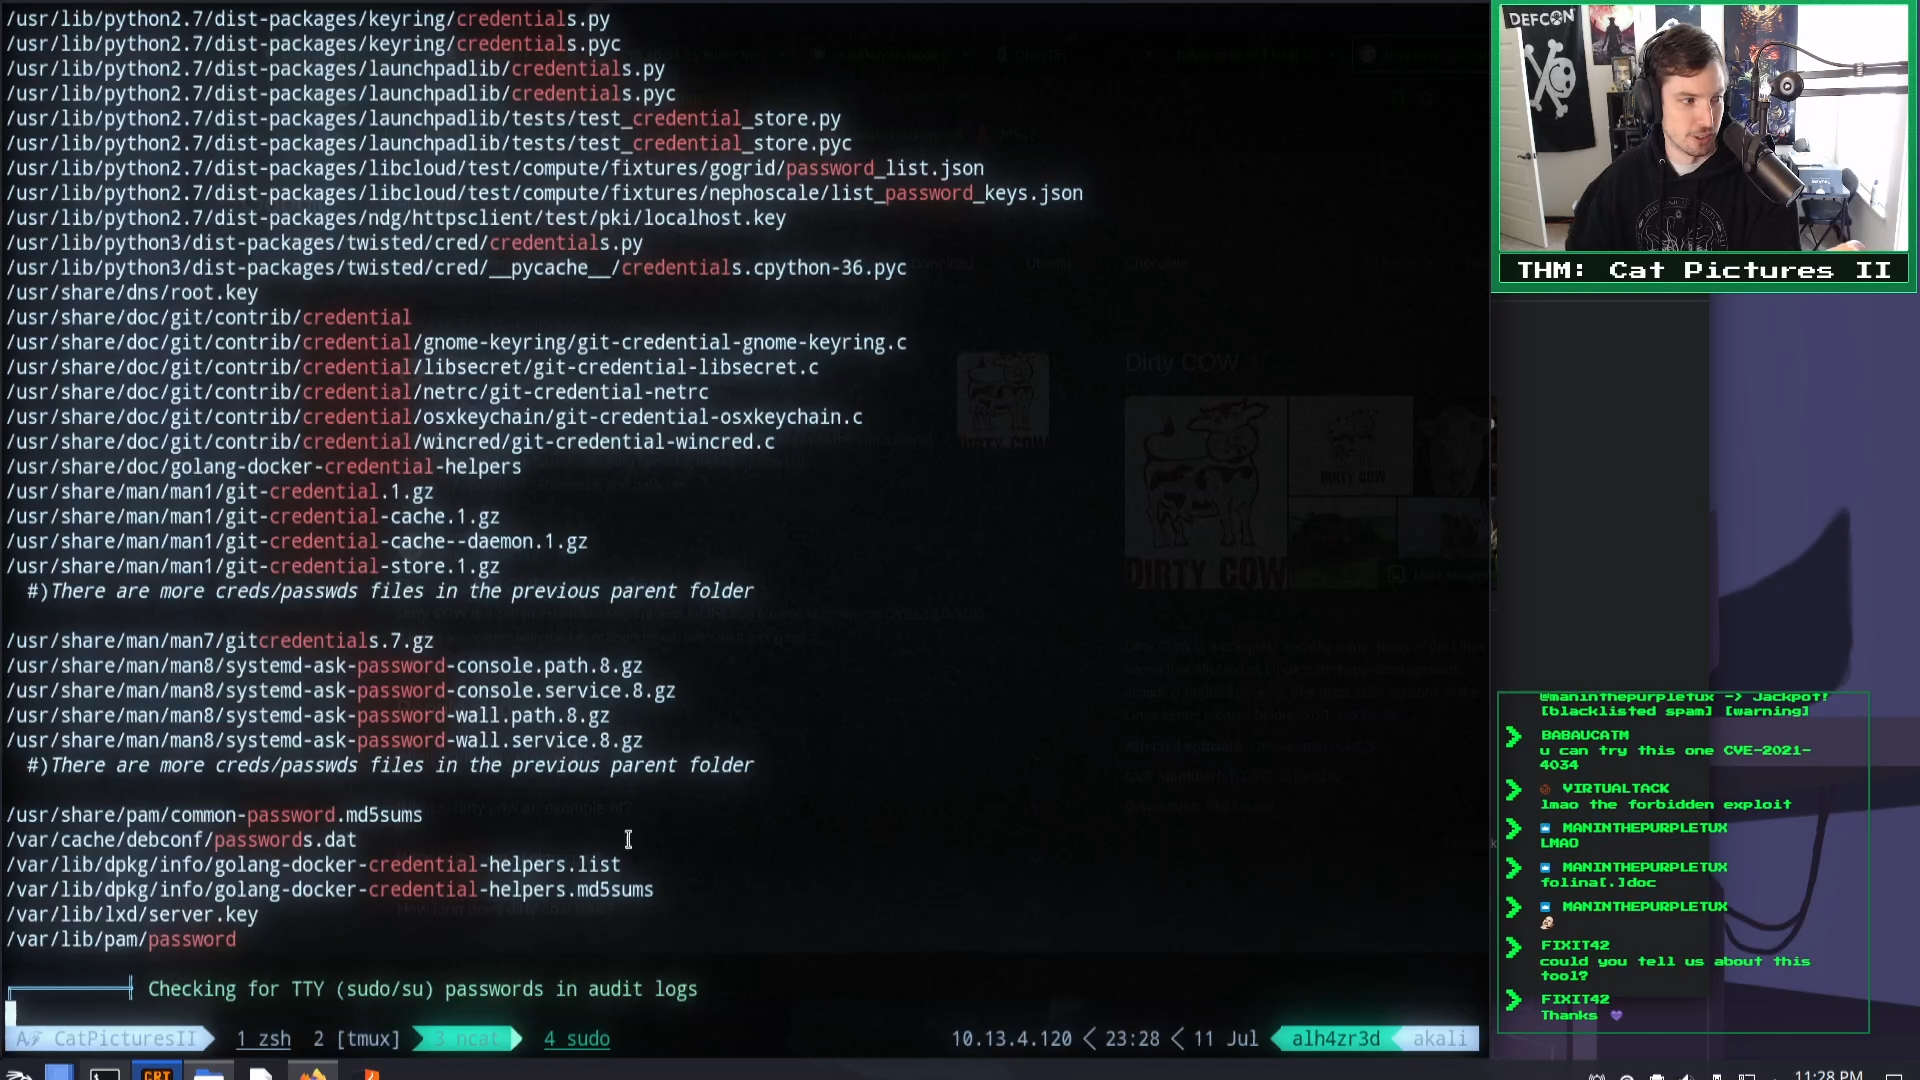 /usr/lib/python2.7/dist-packages/keyring/credentials.py
/usr/lib/python2.7/dist-packages/keyring/credentials.pyc
/usr/lib/python2.7/dist-packages/launchpadlib/credentials.py
/usr/lib/python2.7/dist-packages/launchpadlib/credentials.pyc
/usr/lib/python2.7/dist-packages/launchpadlib/tests/test_credential_store.py
/usr/lib/python2.7/dist-packages/launchpadlib/tests/test_credential_store.pyc
/usr/lib/python2.7/dist-packages/libcloud/test/compute/fixtures/gogrid/password_list.json
/usr/lib/python2.7/dist-packages/libcloud/test/compute/fixtures/nephoscale/list_password_keys.json
/usr/lib/python2.7/dist-packages/ndg/httpsclient/test/pki/localhost.key
/usr/lib/python3/dist-packages/twisted/cred/credentials.py
/usr/lib/python3/dist-packages/twisted/cred/__pycache__/credentials.cpython-36.pyc
/usr/share/dns/root.key
/usr/share/doc/git/contrib/credential
/usr/share/doc/git/contrib/credential/gnome-keyring/git-credential-gnome-keyring.c
/usr/share/doc/git/contrib/credential/libsecret/git-credential-libsecret.c
/usr/share/doc/git/contrib/credential/netrc/git-credential-netrc
/usr/share/doc/git/contrib/credential/osxkeychain/git-credential-osxkeychain.c
/usr/share/doc/git/contrib/credential/wincred/git-credential-wincred.c
/usr/share/doc/golang-docker-credential-helpers
/usr/share/man/man1/git-credential.1.gz
/usr/share/man/man1/git-credential-cache.1.gz
/usr/share/man/man1/git-credential-cache--daemon.1.gz
/usr/share/man/man1/git-credential-store.1.gz
#)There are more creds/passwds files in the previous parent folder
/usr/share/man/man7/gitcredentials.7.gz
/usr/share/man/man8/systemd-ask-password-console.path.8.gz
/usr/share/man/man8/systemd-ask-password-console.service.8.gz
/usr/share/man/man8/systemd-ask-password-wall.path.8.gz
/usr/share/man/man8/systemd-ask-password-wall.service.8.gz
#)There are more creds/passwds files in the previous parent folder
/usr/share/pam/common-password.md5sums
/var/cache/debconf/passwords.dat
/var/lib/dpkg/info/golang-docker-credential-helpers.list
/var/lib/dpkg/info/golang-docker-credential-helpers.md5sums
/var/lib/lxd/server.key
/var/lib/pam/password
Checking for TTY (sudo/su) passwords in audit logs
CatPicturesII 1 zsh 2 [tmux] 3 ncat 4 sudo 10.13.4.120 23:28 11 Jul alh4zr3d akali
Dirty COW
DIRTY COW
DIRTY COW
DEFCON
THM: Cat Pictures II
@maninthepurpletux -> Jackpot!
[blacklisted spam] [warning]
BABAUCATM
u can try this one CVE-2021-
4034
VIRTUALTACK
lmao the forbidden exploit
MANINTHEPURPLETUX
LMAO
MANINTHEPURPLETUX
folina[.]doc
MANINTHEPURPLETUX
FIXIT42
could you tell us about this
tool?
FIXIT42
Thanks
11:28 PM